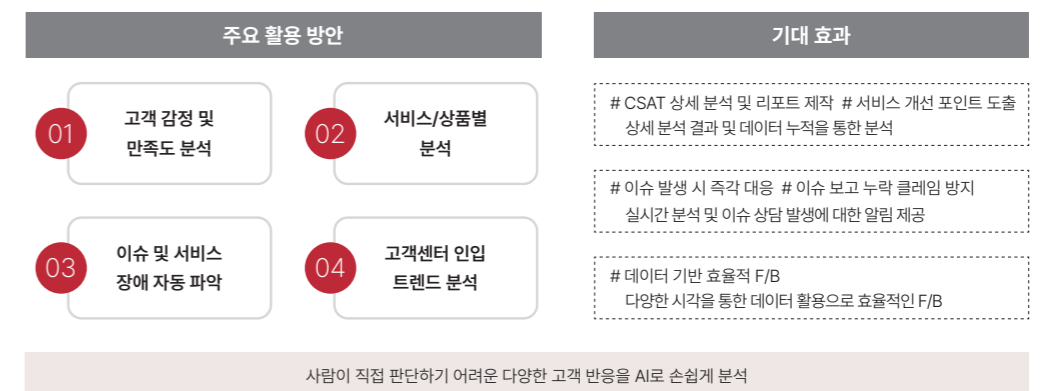 주요 활용 방안
01
고객 감정 및
만족도 분석
02
서비스/상품별
분석
03
이슈 및 서비스
장애 자동 파악
04
고객센터 인입
트렌드 분석
기대 효과
# CSAT 상세 분석 및 리포트 제작 # 서비스 개선 포인트 도출
상세 분석 결과 및 데이터 누적을 통한 분석
# 이슈 발생 시 즉각 대응 # 이슈 보고 누락 클레임 방지
실시간 분석 및 이슈 상담 발생에 대한 알림 제공
# 데이터 기반 효율적 F/B
다양한 시각을 통한 데이터 활용으로 효율적인 F/B
사람이 직접 판단하기 어려운 다양한 고객 반응을 AI로 손쉽게 분석